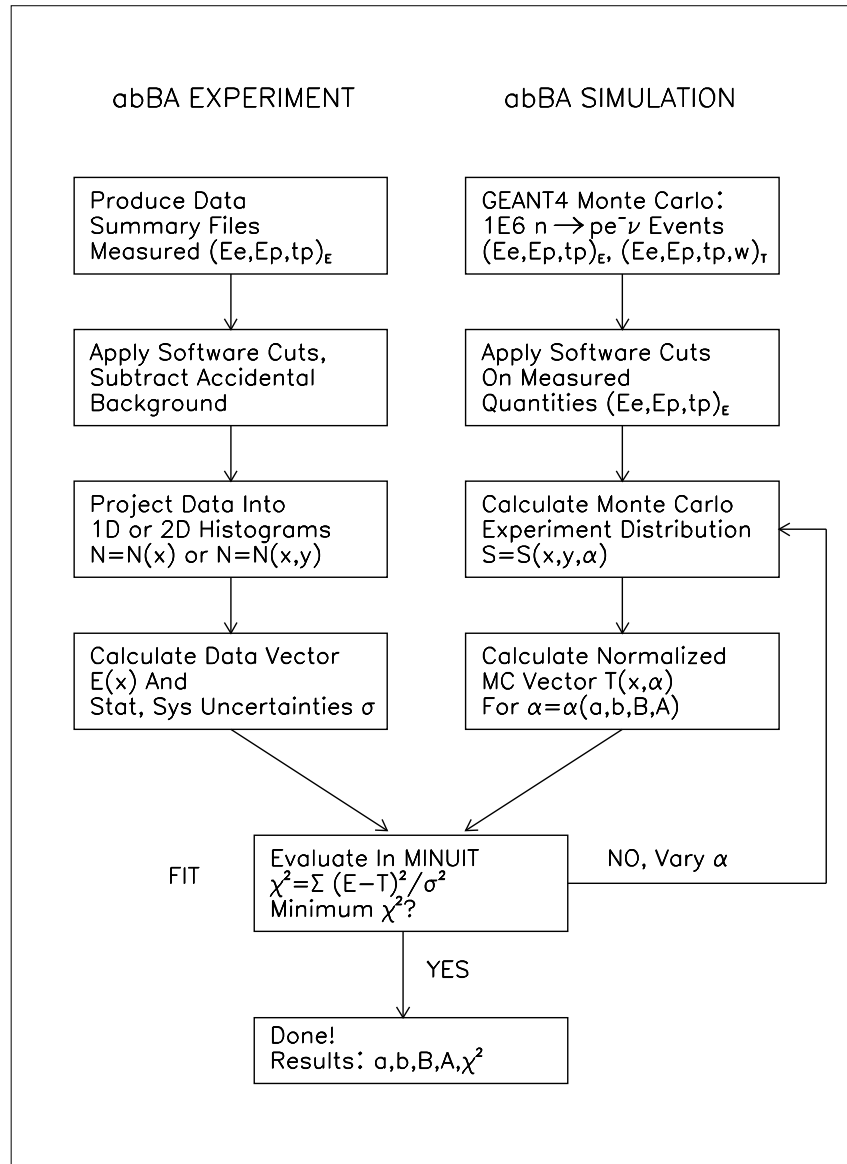 abBA EXPERIMENT
abBA SIMULATION
Produce Data
Summary Files
Measured (Ee,Ep,tp)ᴇ
GEANT4 Monte Carlo:
1E6 n→pe⁻ν Events
(Ee,Ep,tp)ᴇ, (Ee,Ep,tp,w)ᴛ
Apply Software Cuts,
Subtract Accidental
Background
Apply Software Cuts
On Measured
Quantities (Ee,Ep,tp)ᴇ
Project Data Into
1D or 2D Histograms
N=N(x) or N=N(x,y)
Calculate Monte Carlo
Experiment Distribution
S=S(x,y,α)
Calculate Data Vector
E(x) And
Stat, Sys Uncertainties σ
Calculate Normalized
MC Vector T(x,α)
For α=α(a,b,B,A)
FIT
Evaluate In MINUIT
χ²=Σ (E−T)²/σ²
Minimum χ²?
NO, Vary α
YES
Done!
Results: a,b,B,A,χ²